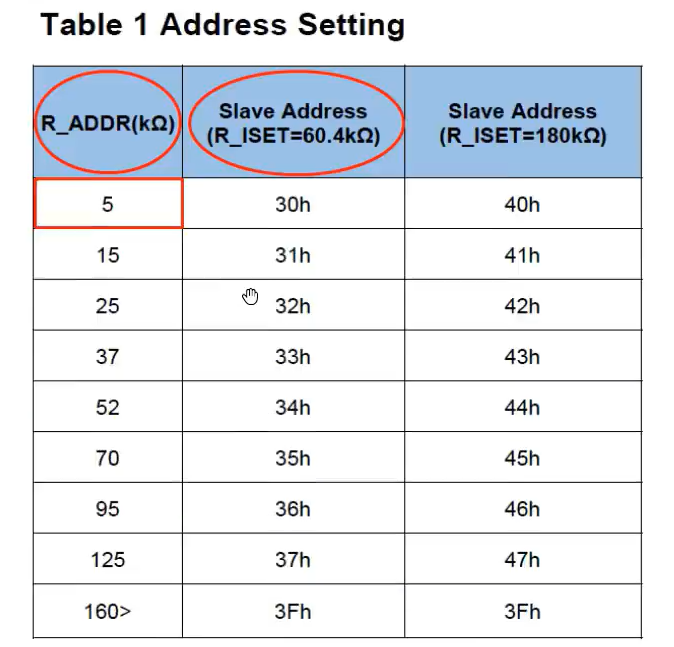 Table 1 Address Setting
R_ADDR(kΩ) Slave Address (R_ISET=60.4kΩ) Slave Address (R_ISET=180kΩ)
5 30h 40h
15 31h 41h
25 32h 42h
37 33h 43h
52 34h 44h
70 35h 45h
95 36h 46h
125 37h 47h
160> 3Fh 3Fh